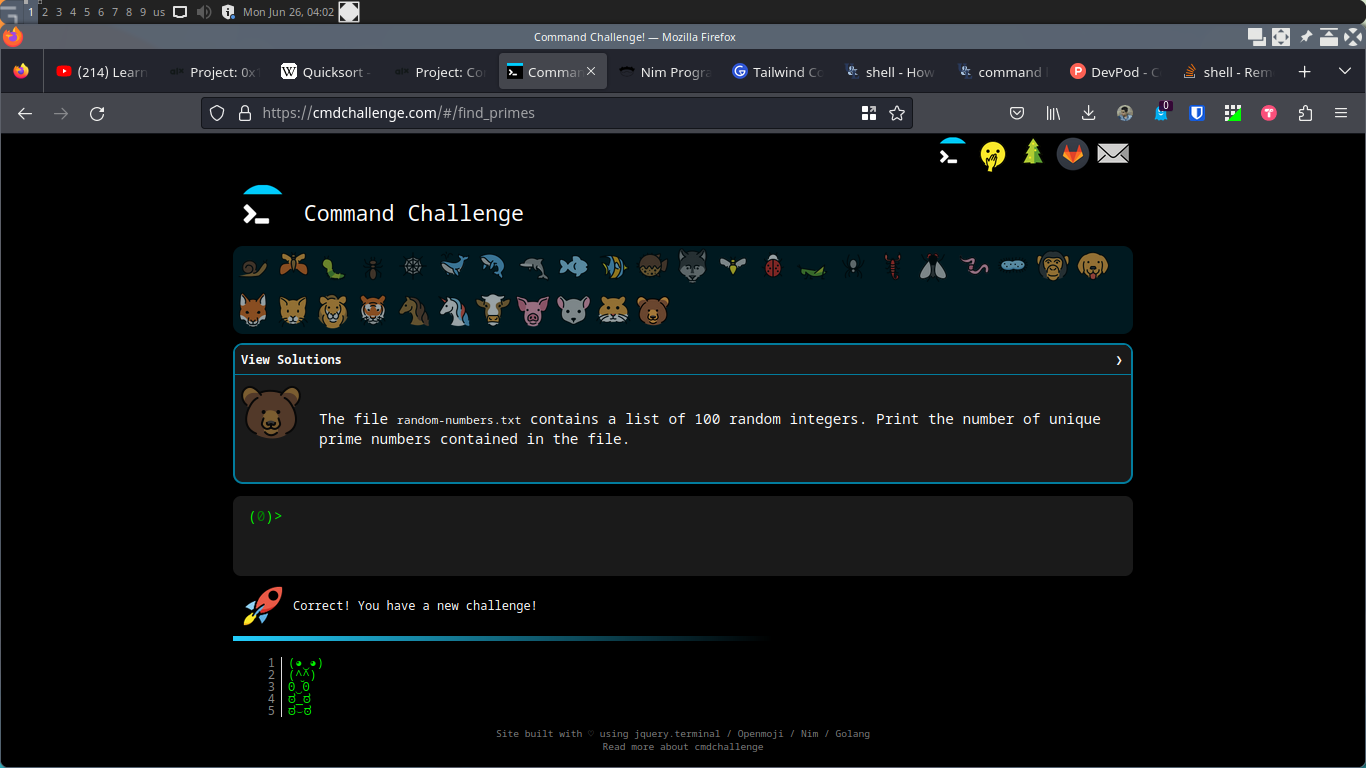 1 2 3 4 5 6 7 8 9 us Mon Jun 26, 04:02
Command Challenge! — Mozilla Firefox
(214) Learn Project: 0x1 Quicksort - Project: Co Comman Nim Progra Tailwind Co shell - How command DevPod - C shell - Rem
https://cmdchallenge.com/#/find_primes 0
Command Challenge
View Solutions
The file random-numbers.txt contains a list of 100 random integers. Print the number of unique
prime numbers contained in the file.
(0)>
Correct! You have a new challenge!
1
2 (^^)
3
4
5
Site built with ♡ using jquery.terminal / Openmoji / Nim / Golang
Read more about cmdchallenge